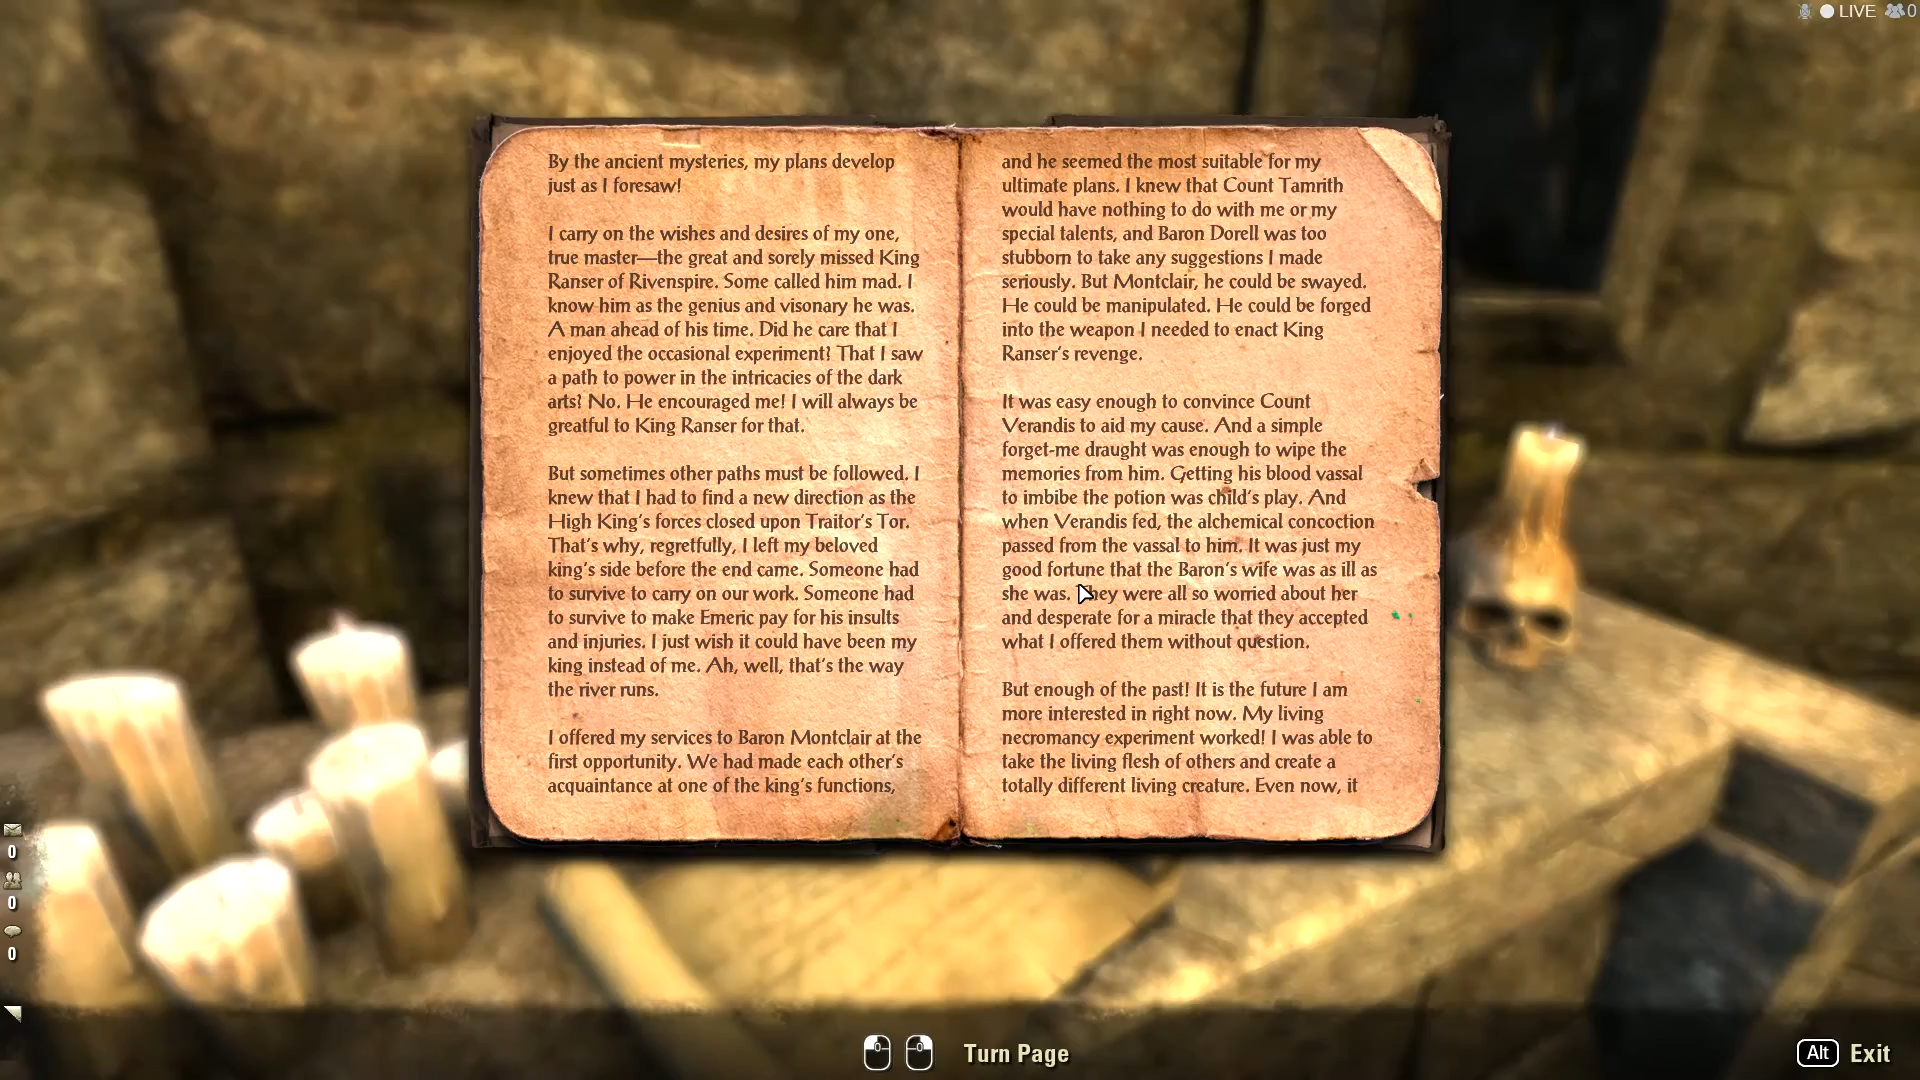 LIVE 0
By the ancient mysteries, my plans develop
just as I foresaw!
I carry on the wishes and desires of my one,
true master—the great and sorely missed King
Ranser of Rivenspire. Some called him mad. I
know him as the genius and visonary he was.
A man ahead of his time. Did he care that I
enjoyed the occasional experiment? That I saw
a path to power in the intricacies of the dark
arts? No. He encouraged me! I will always be
greatful to King Ranser for that.
But sometimes other paths must be followed. I
knew that I had to find a new direction as the
High King's forces closed upon Traitor's Tor.
That's why, regretfully, I left my beloved
king's side before the end came. Someone had
to survive to carry on our work. Someone had
to survive to make Emeric pay for his insults
and injuries. I just wish it could have been my
king instead of me. Ah, well, that's the way
the river runs.
I offered my services to Baron Montclair at the
first opportunity. We had made each other's
acquaintance at one of the king's functions,
and he seemed the most suitable for my
ultimate plans. I knew that Count Tamrith
would have nothing to do with me or my
special talents, and Baron Dorell was too
stubborn to take any suggestions I made
seriously. But Montclair, he could be swayed.
He could be manipulated. He could be forged
into the weapon I needed to enact King
Ranser's revenge.
It was easy enough to convince Count
Verandis to aid my cause. And a simple
forget-me draught was enough to wipe the
memories from him. Getting his blood vassal
to imbibe the potion was child's play. And
when Verandis fed, the alchemical concoction
passed from the vassal to him. It was just my
good fortune that the Baron's wife was as ill as
she was. They were all so worried about her
and desperate for a miracle that they accepted
what I offered them without question.
But enough of the past! It is the future I am
more interested in right now. My living
necromancy experiment worked! I was able to
take the living flesh of others and create a
totally different living creature. Even now, it
0
0
0
Turn Page
Alt Exit